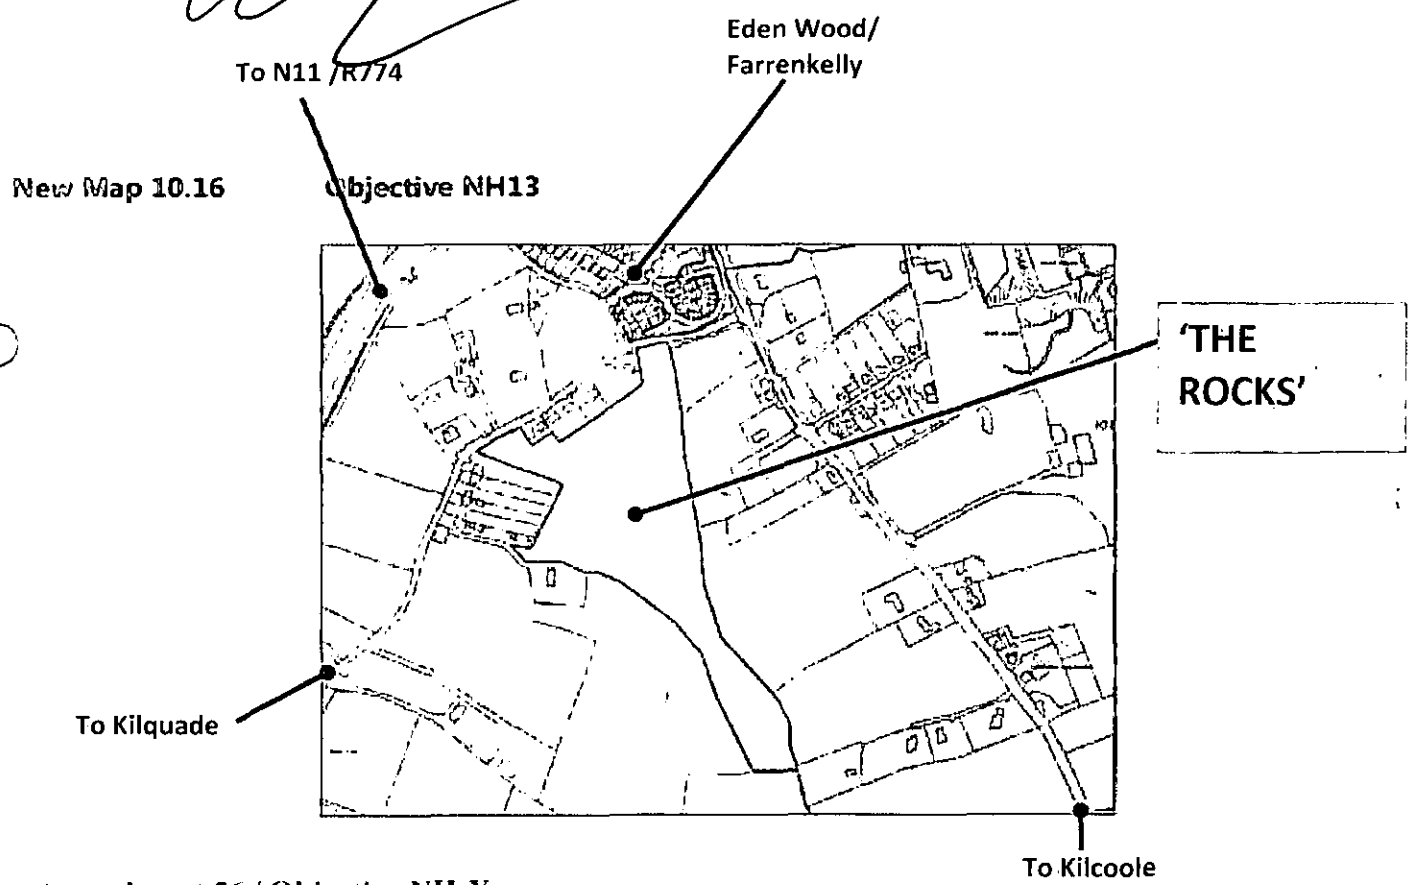 Eden Wood/
Farrenkelly
To N11 /R774
New Map 10.16 Objective NH13
'THE
ROCKS'
To Kilquade
To Kilcoole